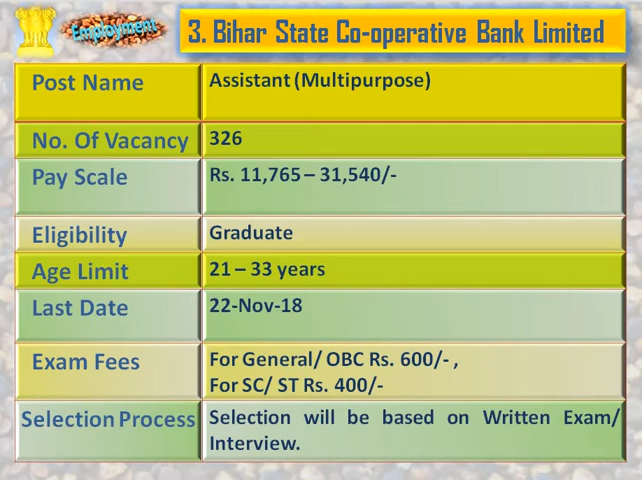 Employment
3. Bihar State Co-operative Bank Limited
Post Name Assistant (Multipurpose)
No. Of Vacancy 326
Pay Scale Rs. 11,765 – 31,540/-
Eligibility Graduate
Age Limit 21 – 33 years
Last Date 22-Nov-18
Exam Fees For General/ OBC Rs. 600/- ,
For SC/ ST Rs. 400/-
Selection Process Selection will be based on Written Exam/
Interview.